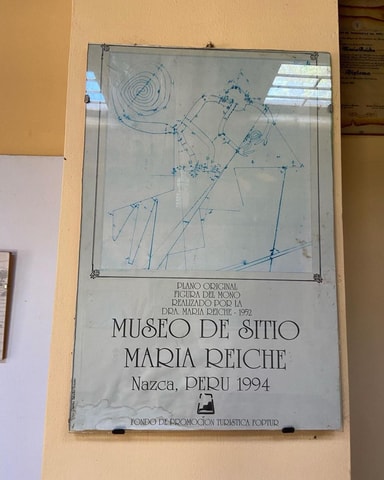 PLANO ORIGINAL
FIGURA DEL MONO
REALIZADO POR LA
DRA. MARIA REICHE - 1952
MUSEO DE SITIO
MARIA REICHE
Nazca, PERU 1994
FONDO DE PROMOCÍON TURISTICA FOPTUR